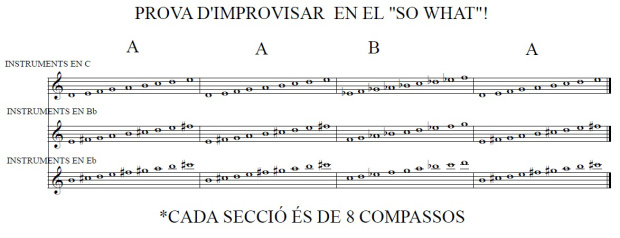 PROVA D'IMPROVISAR EN EL "SO WHAT"!
A A B A
INSTRUMENTS EN C
INSTRUMENTS EN Bb
INSTRUMENTS EN Eb
*CADA SECCIÓ ÉS DE 8 COMPASSOS